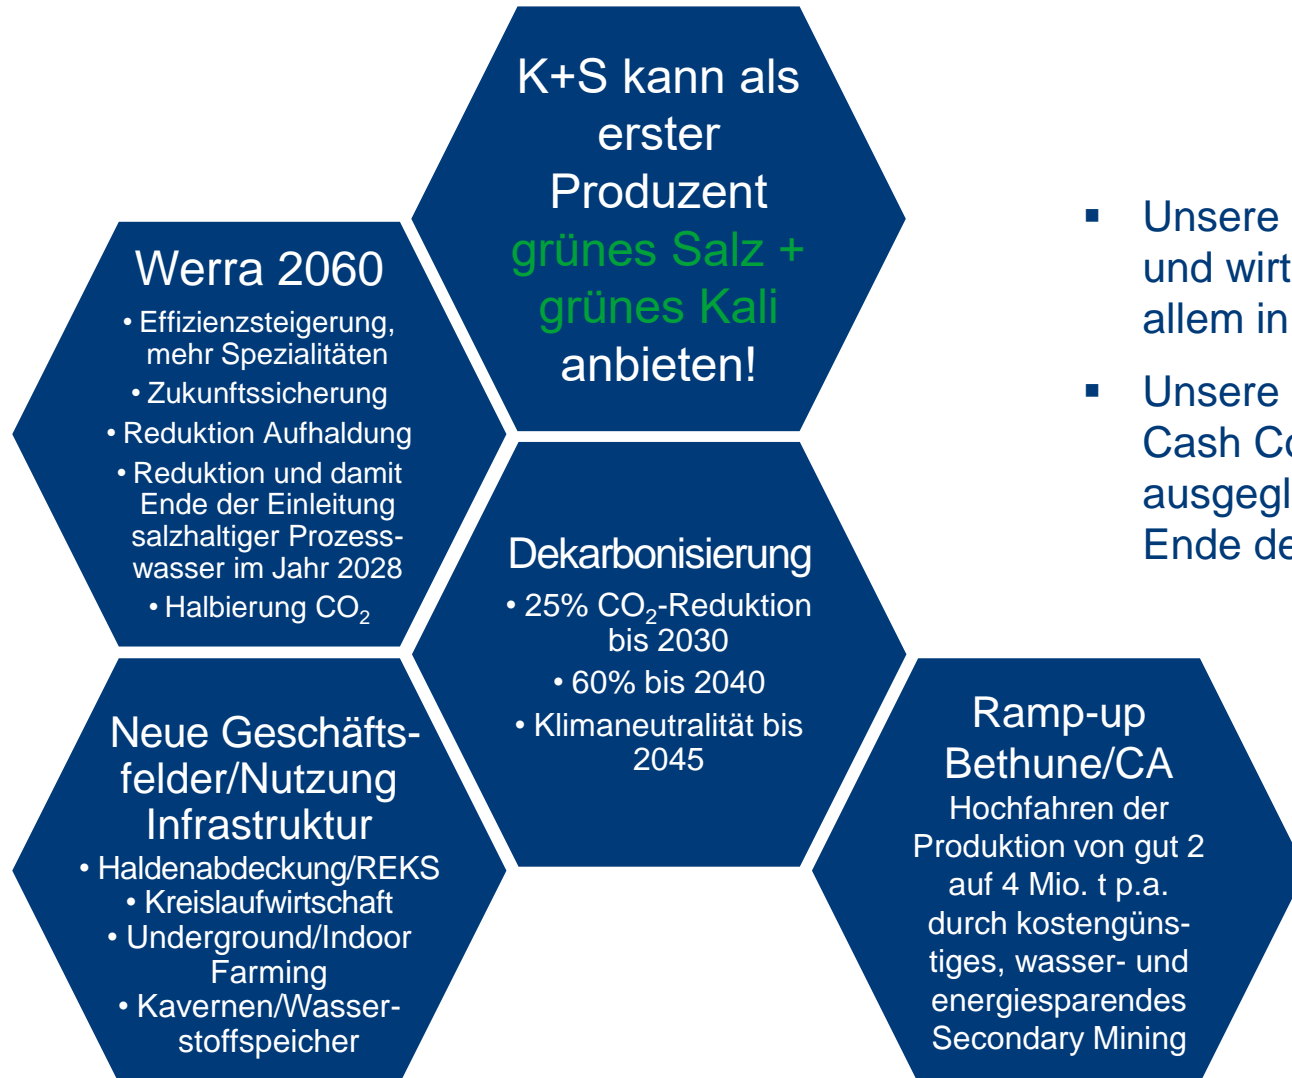 K+S kann als
erster
Produzent
grünes Salz +
grünes Kali
anbieten!
Werra 2060
• Effizienzsteigerung,
mehr Spezialitäten
• Zukunftssicherung
• Reduktion Aufhaldung
• Reduktion und damit
Ende der Einleitung
salzhaltiger Prozess-
wasser im Jahr 2028
• Halbierung CO₂
Dekarbonisierung
• 25% CO₂-Reduktion
bis 2030
• 60% bis 2040
• Klimaneutralität bis
2045
Neue Geschäfts-
felder/Nutzung
Infrastruktur
• Haldenabdeckung/REKS
• Kreislaufwirtschaft
• Underground/Indoor
Farming
• Kavernen/Wasser-
stoffspeicher
Ramp-up
Bethune/CA
Hochfahren der
Produktion von gut 2
auf 4 Mio. t p.a.
durch kostengüns-
tiges, wasser- und
energiesparendes
Secondary Mining
▪ Unsere
und wirt
allem in
▪ Unsere
Cash
ausgegl
Ende